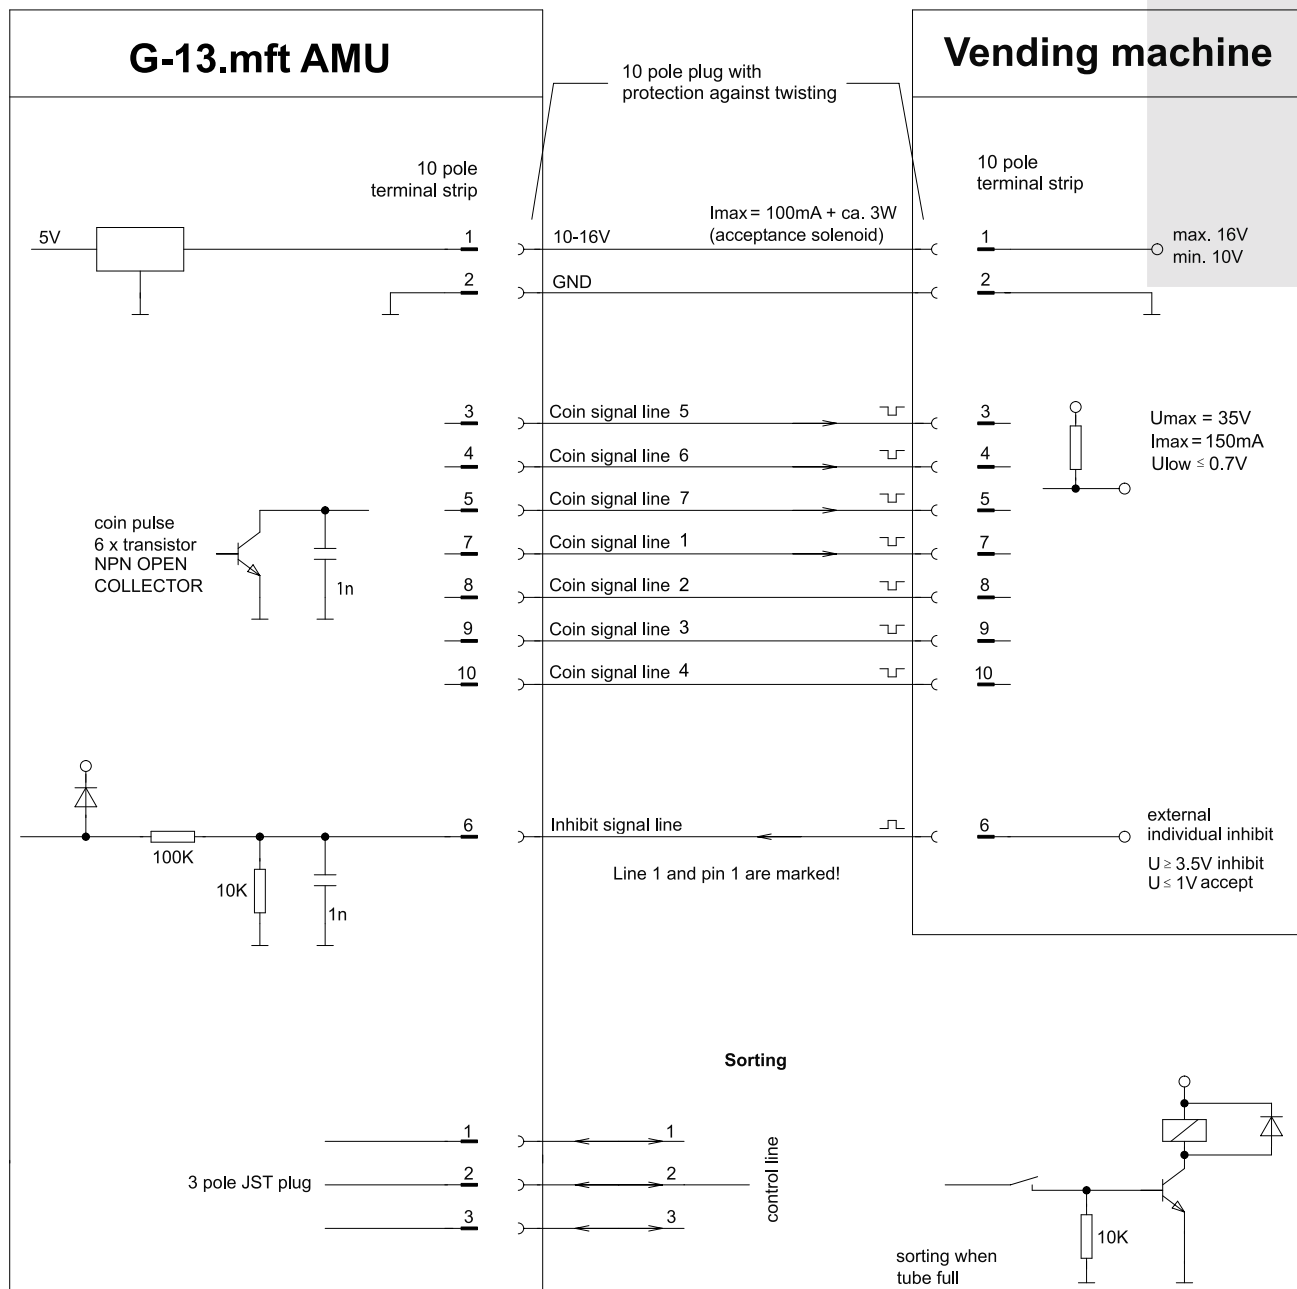 G-13.mft AMU
Vending machine
10 pole plug with
protection against twisting
10 pole
terminal strip
10 pole
terminal strip
Imax = 100mA + ca. 3W
(acceptance solenoid)
5V
1
10-16V
1
max. 16V
min. 10V
2
GND
2
3
Coin signal line 5
3
4
Coin signal line 6
4
5
Coin signal line 7
5
7
Coin signal line 1
7
8
Coin signal line 2
8
9
Coin signal line 3
9
10
Coin signal line 4
10
Umax = 35V
Imax = 150mA
Ulow ≤ 0.7V
coin pulse
6 x transistor
NPN OPEN
COLLECTOR
1n
6
Inhibit signal line
6
external
individual inhibit
U ≥ 3.5V inhibit
U ≤ 1V accept
100K
10K
1n
Line 1 and pin 1 are marked!
Sorting
1
1
3 pole JST plug
2
2
3
3
control line
10K
sorting when
tube full